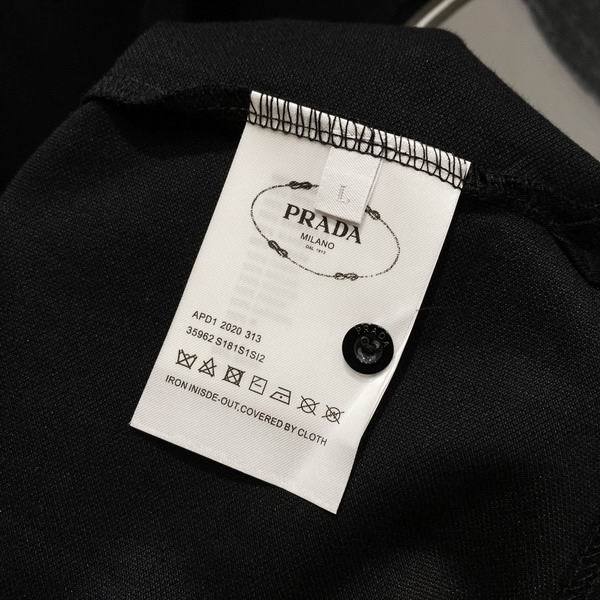 PRADA
MILANO
DAL 1913
APD1 2020 313
35962 S181S1SI2
IRON INISDE-OUT,COVERED BY CLOTH
PRADA